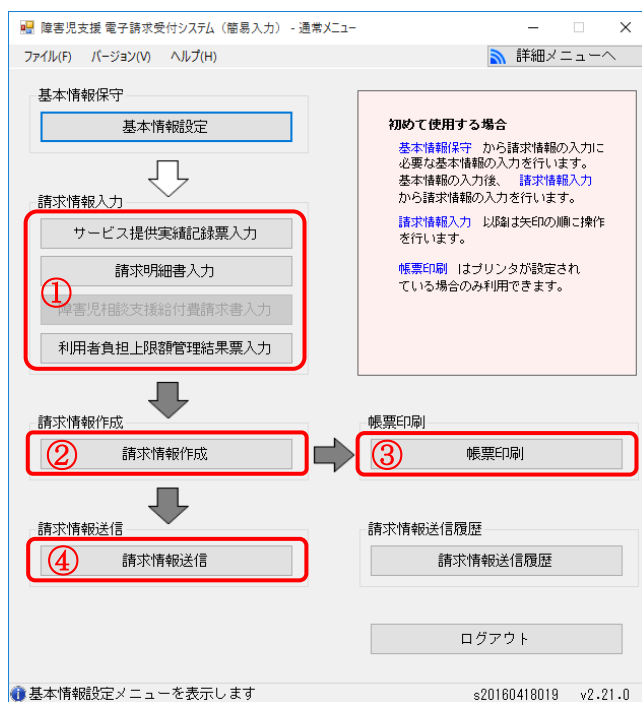 障害児支援 電子請求受付システム（簡易入力） - 通常メニュー
ファイル(F) バージョン(V) ヘルプ(H)
詳細メニューへ
基本情報保守
基本情報設定
初めて使用する場合
基本情報保守 から請求情報の入力に
必要な基本情報の入力を行います。
基本情報の入力後、 請求情報入力
から請求情報の入力を行います。
請求情報入力 以降は矢印の順に操作
を行います。
帳票印刷 はプリンタが設定され
ている場合のみ利用できます。
請求情報入力
サービス提供実績記録票入力
請求明細書入力
①
障害児相談支援給付費請求書入力
利用者負担上限額管理結果票入力
請求情報作成
② 請求情報作成
帳票印刷
③ 帳票印刷
請求情報送信
④ 請求情報送信
請求情報送信履歴
請求情報送信履歴
ログアウト
基本情報設定メニューを表示します
s20160418019 v2.21.0